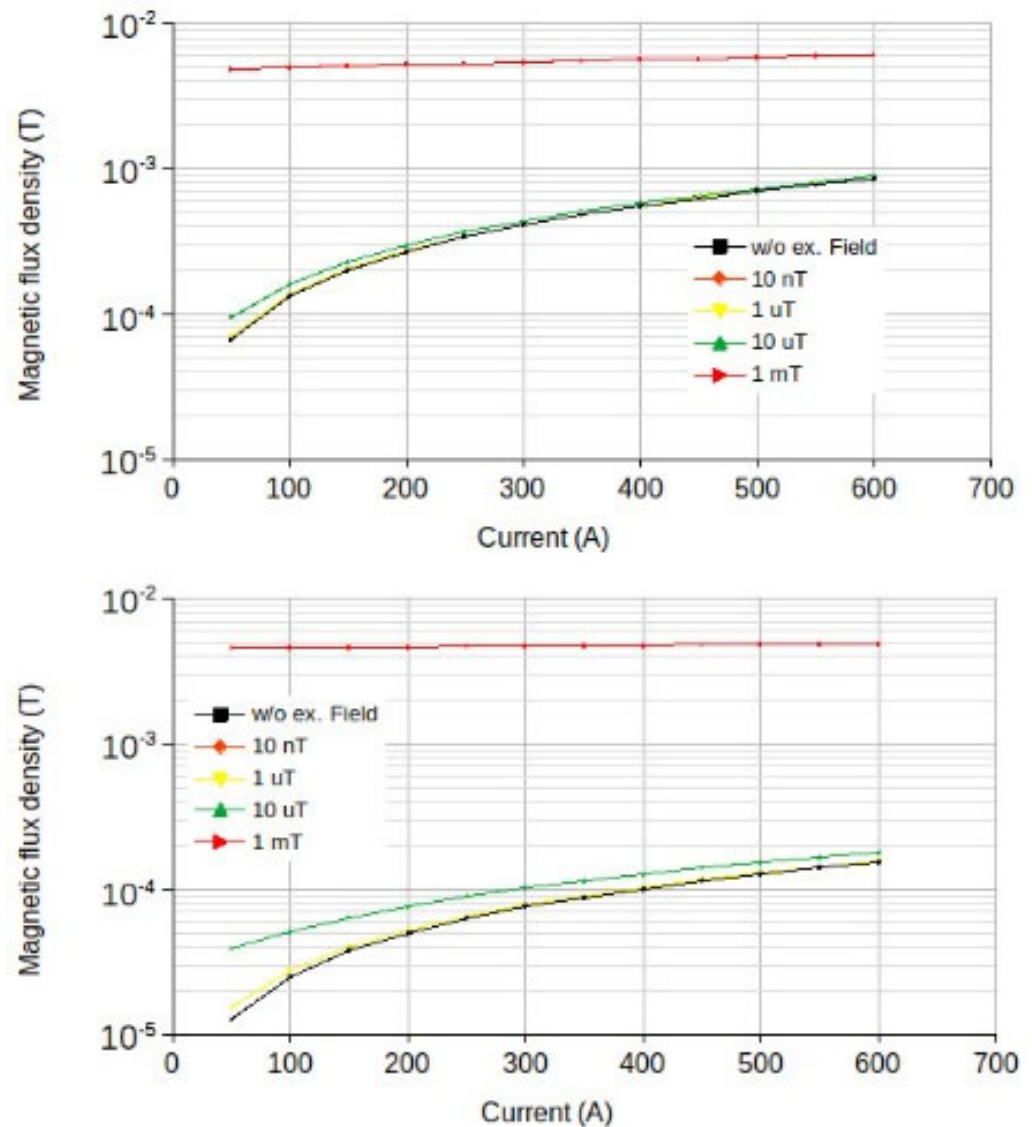 Magnetic flux density (T)
10-2
10-3
10-4
10-5
0 100 200 300 400 500 600 700
Current (A)
w/o ex. Field
10 nT
1 uT
10 uT
1 mT
Magnetic flux density (T)
10-2
10-3
10-4
10-5
0 100 200 300 400 500 600 700
Current (A)
w/o ex. Field
10 nT
1 uT
10 uT
1 mT